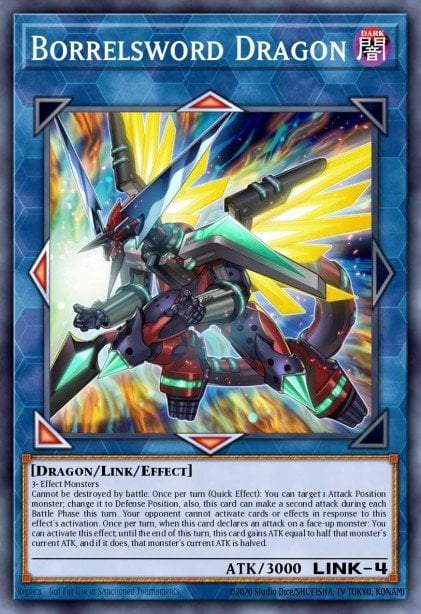 BORRELSWORD DRAGON
DARK
闇
[DRAGON/LINK/EFFECT]
3+ Effect Monsters
Cannot be destroyed by battle. Once per turn (Quick Effect): You can target 1 Attack Position
monster; change it to Defense Position, also, this card can make a second attack during each
Battle Phase this turn. Your opponent cannot activate cards or effects in response to this
effect's activation. Once per turn, when this card declares an attack on a face-up monster: You
can activate this effect; until the end of this turn, this card gains ATK equal to half that monster's
current ATK, and if it does, that monster's current ATK is halved.
ATK/3000 LINK-4
Replica - Not For Use in Sanctioned Tornaments. ©2020 Studio Dice/SHUEISHA, TV TOKYO, KONAMI